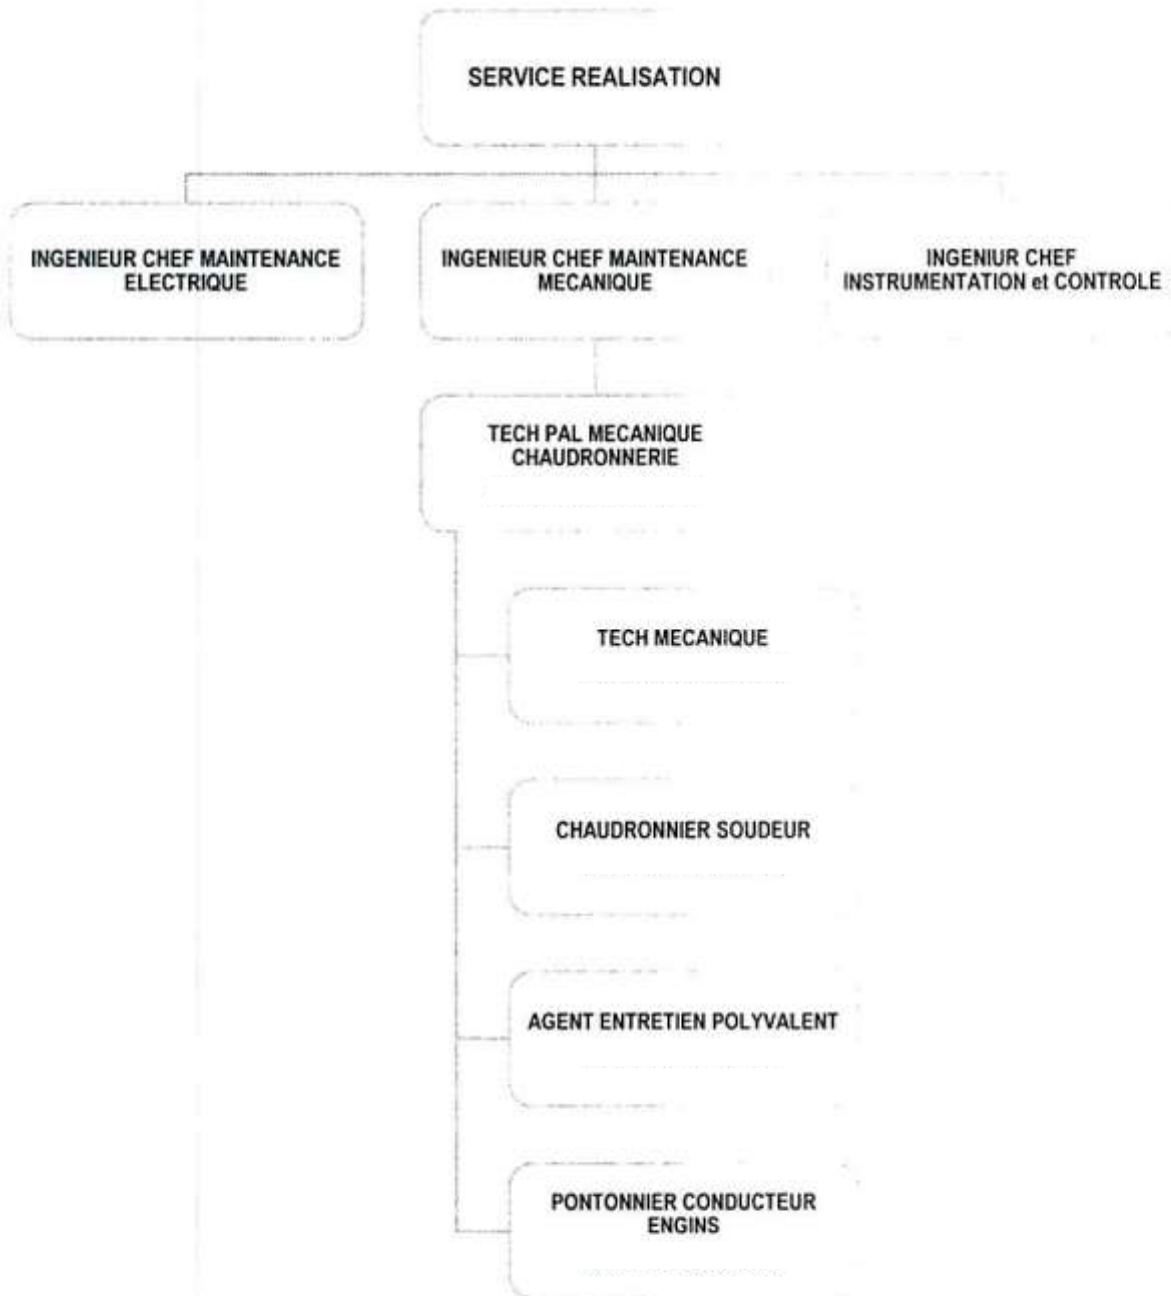 SERVICE REALISATION
INGENIEUR CHEF MAINTENANCE
ELECTRIQUE
INGENIEUR CHEF MAINTENANCE
MECANIQUE
INGENIUR CHEF
INSTRUMENTATION et CONTROLE
TECH PAL MECANIQUE
CHAUDRONNERIE
TECH MECANIQUE
CHAUDRONNIER SOUDEUR
AGENT ENTRETIEN POLYVALENT
PONTONNIER CONDUCTEUR
ENGINS